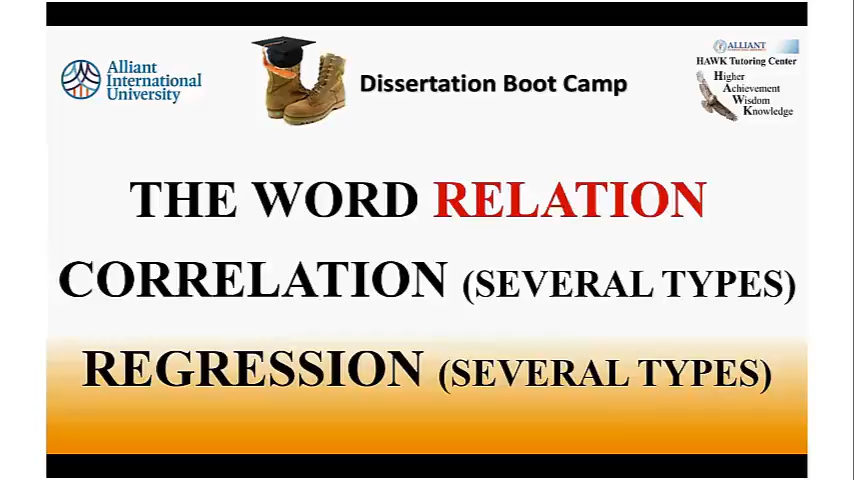 Alliant
International
University
Dissertation Boot Camp
ALLIANT
HAWK Tutoring Center
Higher
Achievement
Wisdom
Knowledge
THE WORD RELATION
CORRELATION (SEVERAL TYPES)
REGRESSION (SEVERAL TYPES)